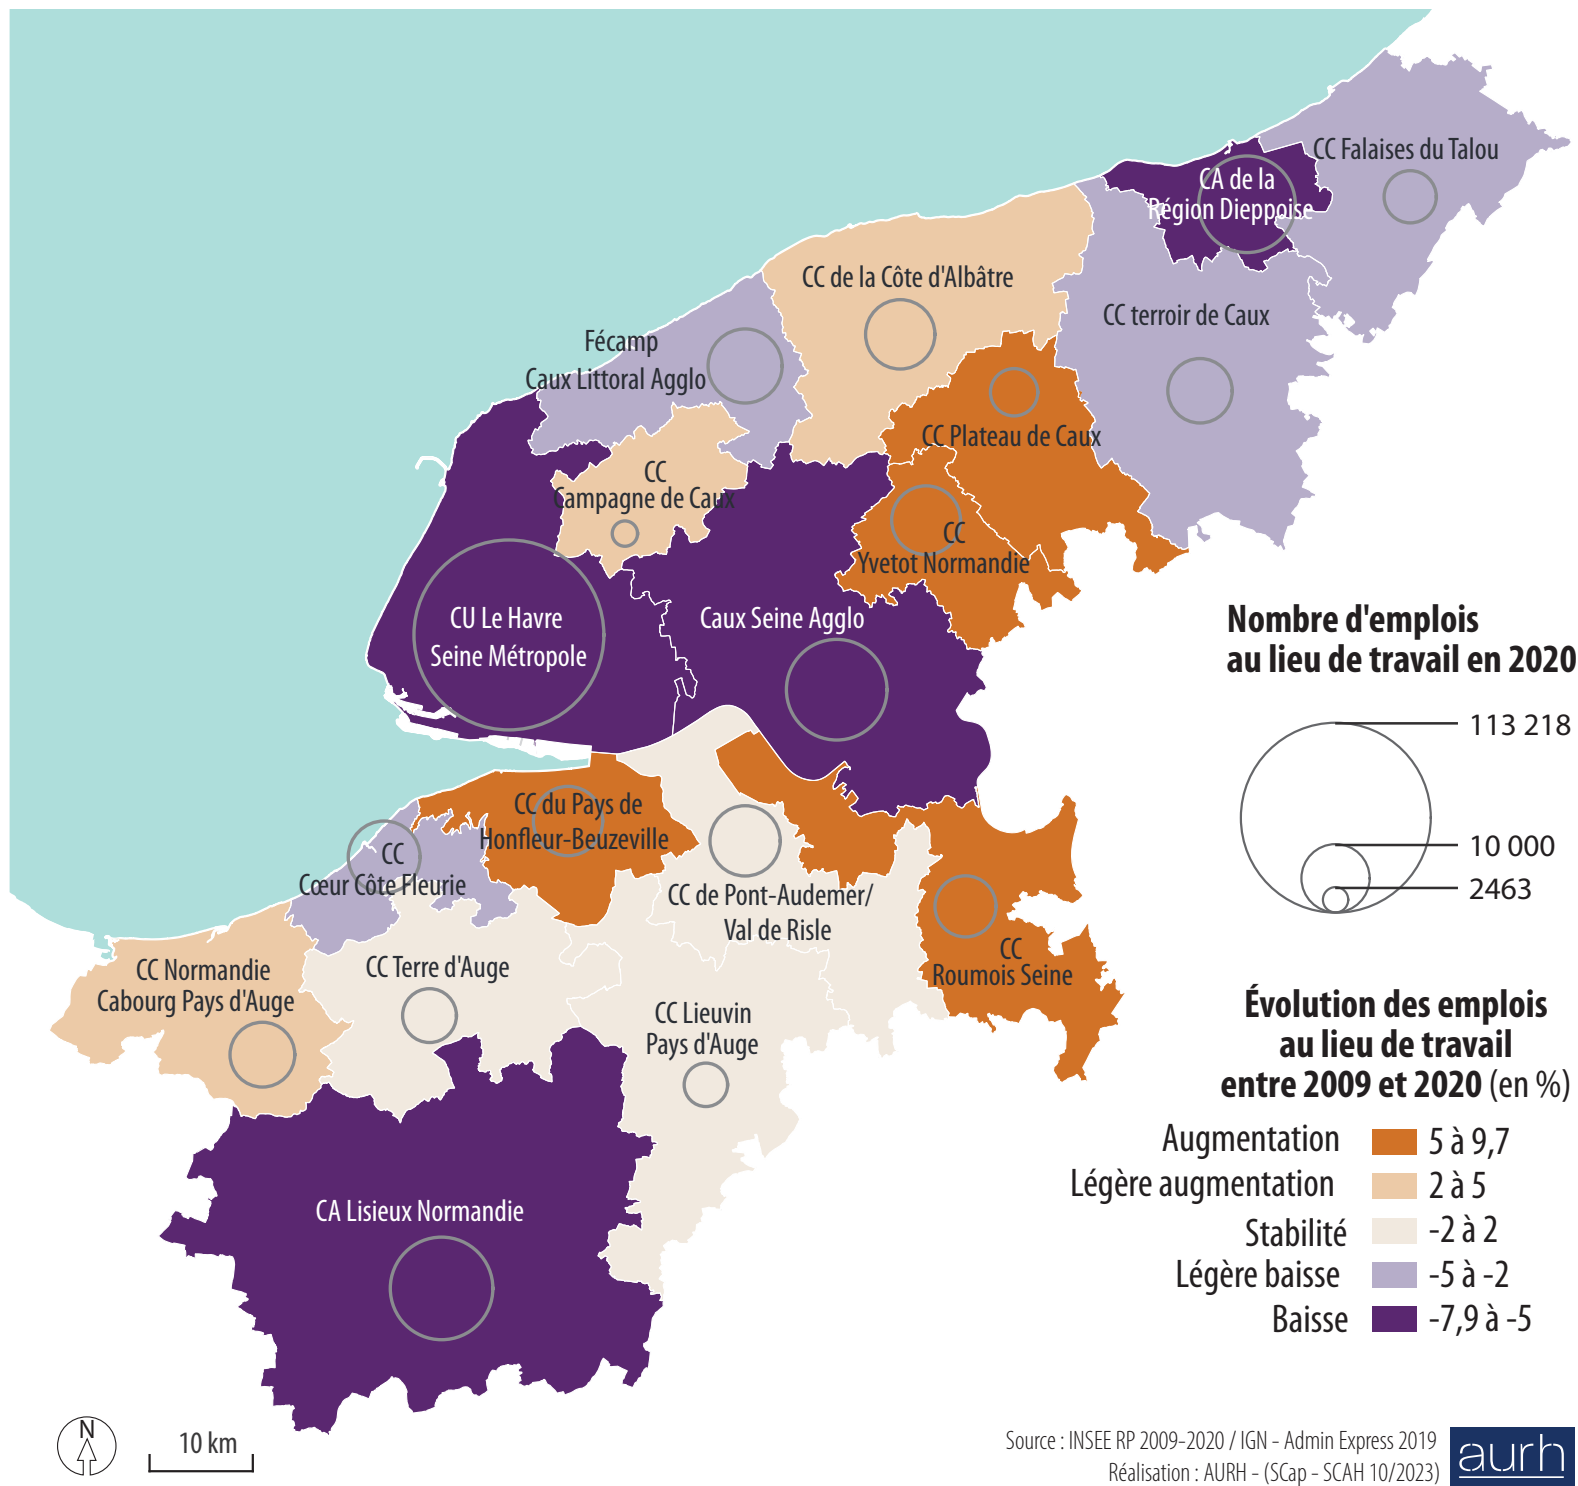 CC Falaises du Talou
CA de la
Région Dieppoise
CC de la Côte d'Albâtre
CC terroir de Caux
Fécamp
Caux Littoral Agglo
CC Plateau de Caux
CC
Campagne de Caux
CC
Yvetot Normandie
CU Le Havre
Seine Métropole
Caux Seine Agglo
Nombre d'emplois
au lieu de travail en 2020
113 218
10 000
2463
CC du Pays de
Honfleur-Beuzeville
CC
Cœur Côte Fleurie
CC de Pont-Audemer/
Val de Risle
CC
Roumois Seine
CC Normandie
Cabourg Pays d'Auge
CC Terre d'Auge
CC Lieuvin
Pays d'Auge
CA Lisieux Normandie
Évolution des emplois
au lieu de travail
entre 2009 et 2020 (en %)
Augmentation 5 à 9,7
Légère augmentation 2 à 5
Stabilité -2 à 2
Légère baisse -5 à -2
Baisse -7,9 à -5
N
10 km
Source : INSEE RP 2009-2020 / IGN - Admin Express 2019
Réalisation : AURH - (SCap - SCAH 10/2023)
aurh